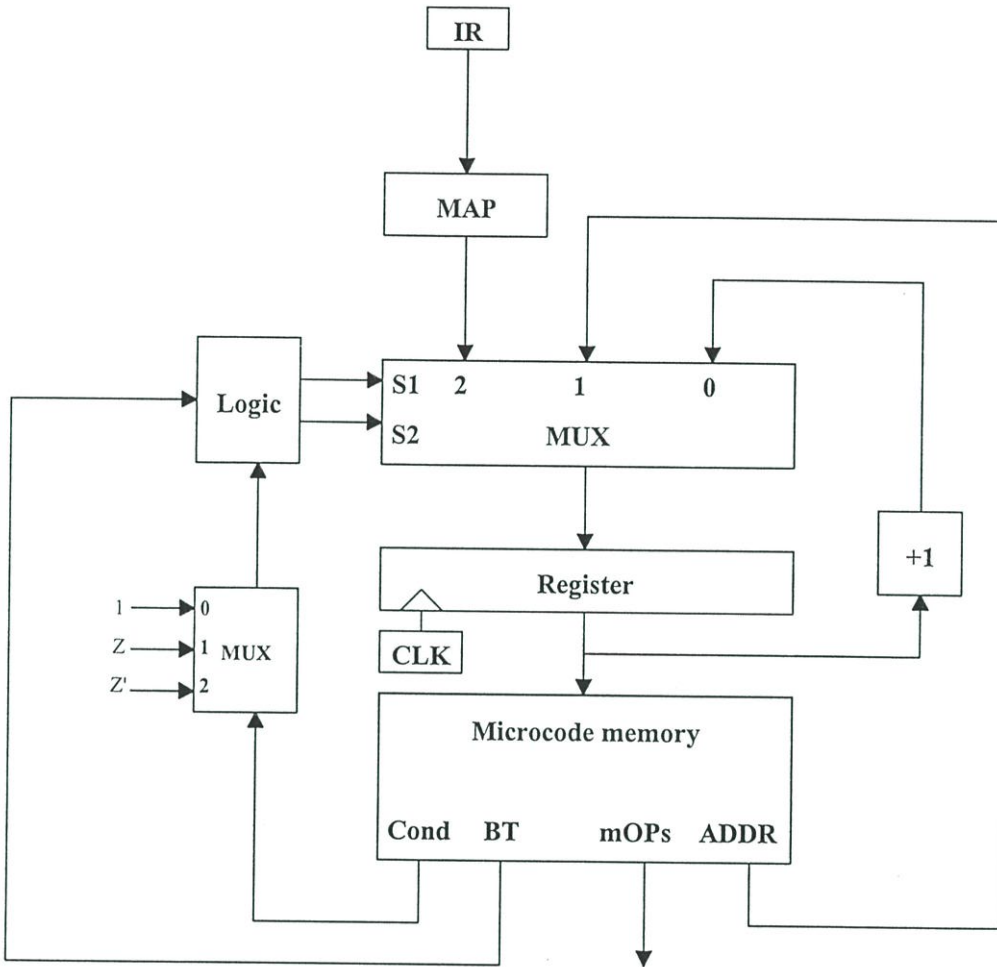 IR
MAP
S1 2 1 0
Logic
S2 MUX
+1
Register
1 0
CLK
Z 1 MUX
Z' 2
Microcode memory
Cond BT mOPs ADDR